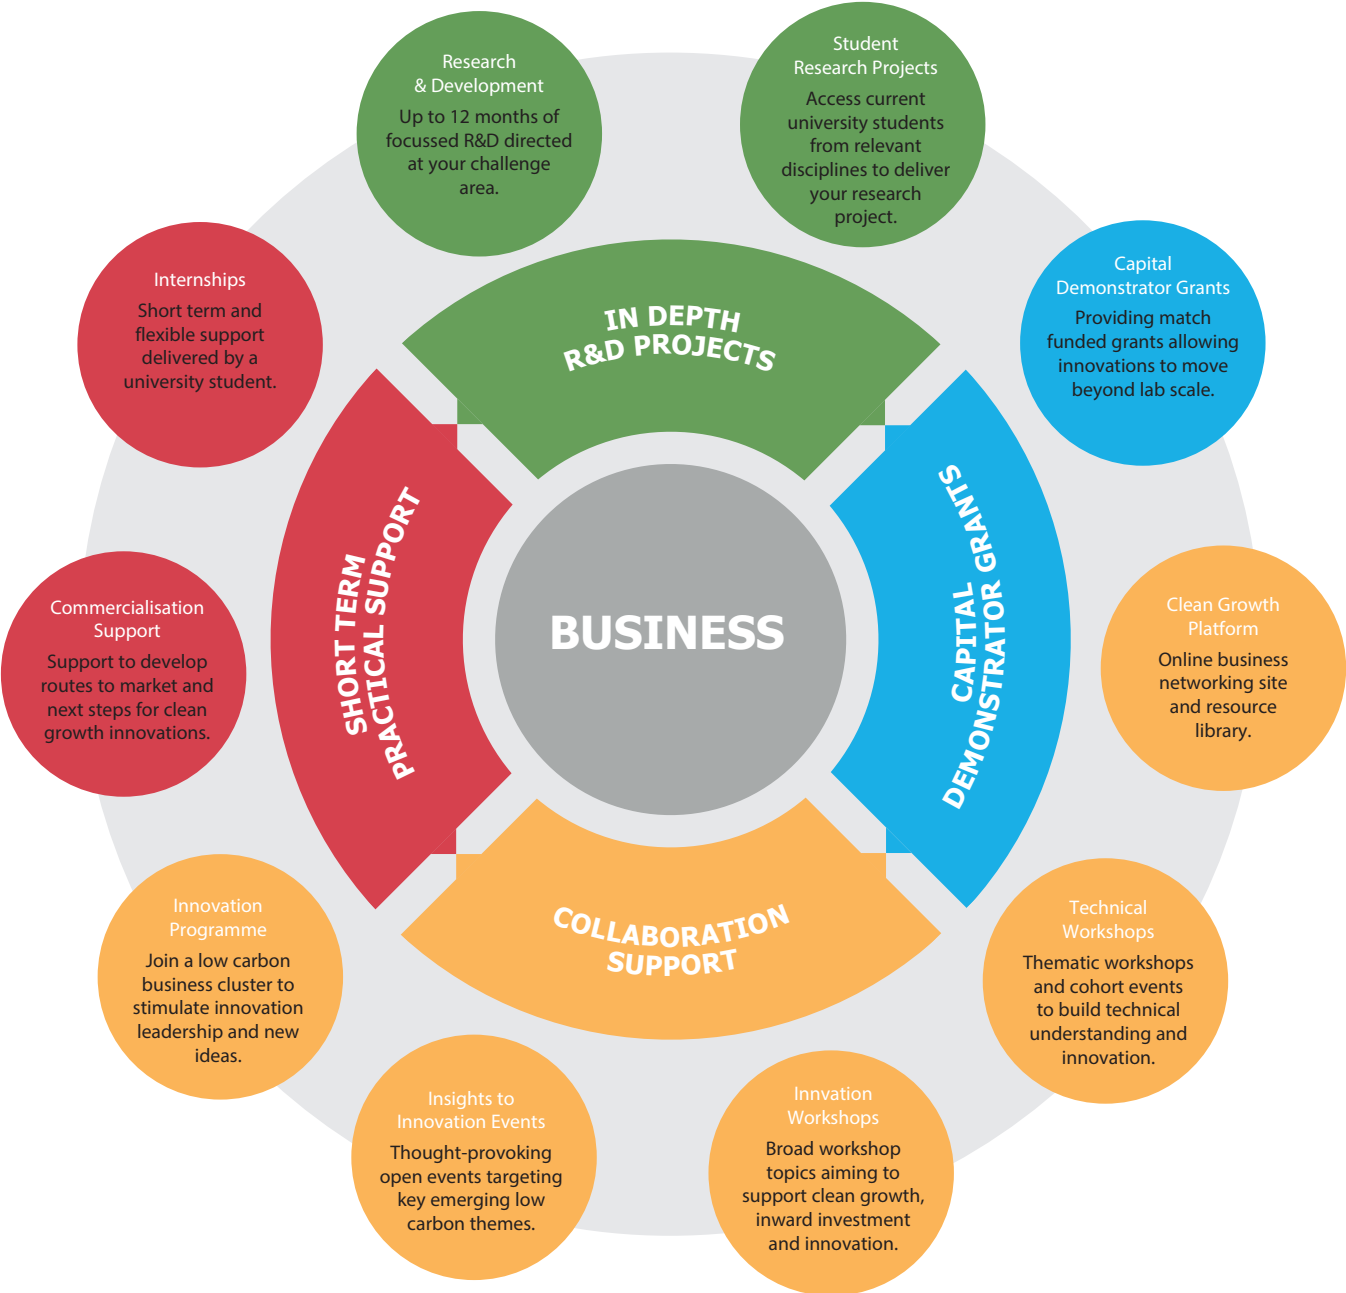 Research
& Development
Up to 12 months of
focussed R&D directed
at your challenge
area.
Student
Research Projects
Access current
university students
from relevant
disciplines to deliver
your research
project.
Capital
Demonstrator Grants
Providing match
funded grants allowing
innovations to move
beyond lab scale.
Clean Growth
Platform
Online business
networking site
and resource
library.
Technical
Workshops
Thematic workshops
and cohort events
to build technical
understanding and
innovation.
Innvation
Workshops
Broad workshop
topics aiming to
support clean growth,
inward investment
and innovation.
Insights to
Innovation Events
Thought-provoking
open events targeting
key emerging low
carbon themes.
Innovation
Programme
Join a low carbon
business cluster to
stimulate innovation
leadership and new
ideas.
Commercialisation
Support
Support to develop
routes to market and
next steps for clean
growth innovations.
Internships
Short term and
flexible support
delivered by a
university student.
IN DEPTH
R&D PROJECTS
CAPITAL
DEMONSTRATOR GRANTS
COLLABORATION
SUPPORT
SHORT TERM
PRACTICAL SUPPORT
BUSINESS